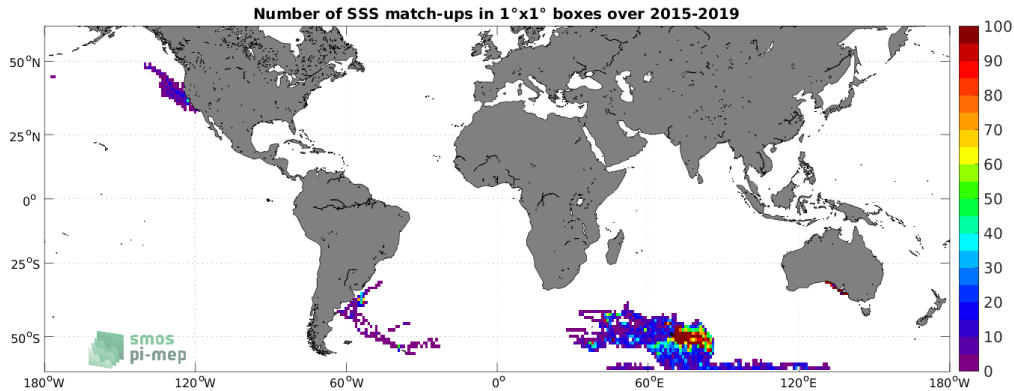 Number of SSS match-ups in 1°x1° boxes over 2015-2019
50°N
25°N
0°
25°S
50°S
180°W
120°W
60°W
0°
60°E
120°E
180°W
100
90
80
70
60
50
40
30
20
10
0
smos
pi-mep